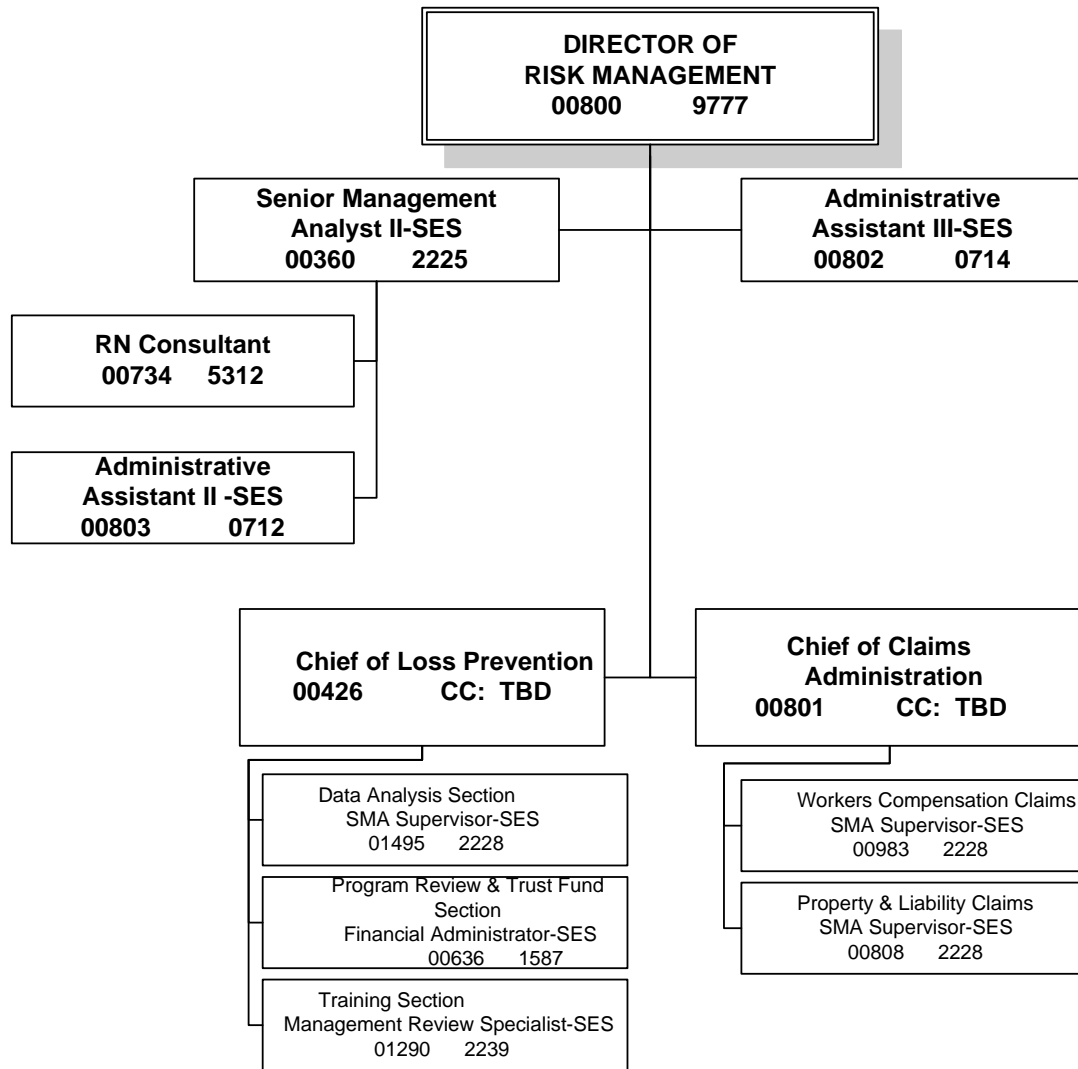 DIRECTOR OF
RISK MANAGEMENT
00800 9777
Senior Management
Analyst II-SES
00360 2225
Administrative
Assistant III-SES
00802 0714
RN Consultant
00734 5312
Administrative
Assistant II -SES
00803 0712
Chief of Loss Prevention
00426 CC: TBD
Chief of Claims
Administration
00801 CC: TBD
Data Analysis Section
SMA Supervisor-SES
01495 2228
Program Review & Trust Fund
Section
Financial Administrator-SES
00636 1587
Training Section
Management Review Specialist-SES
01290 2239
Workers Compensation Claims
SMA Supervisor-SES
00983 2228
Property & Liability Claims
SMA Supervisor-SES
00808 2228